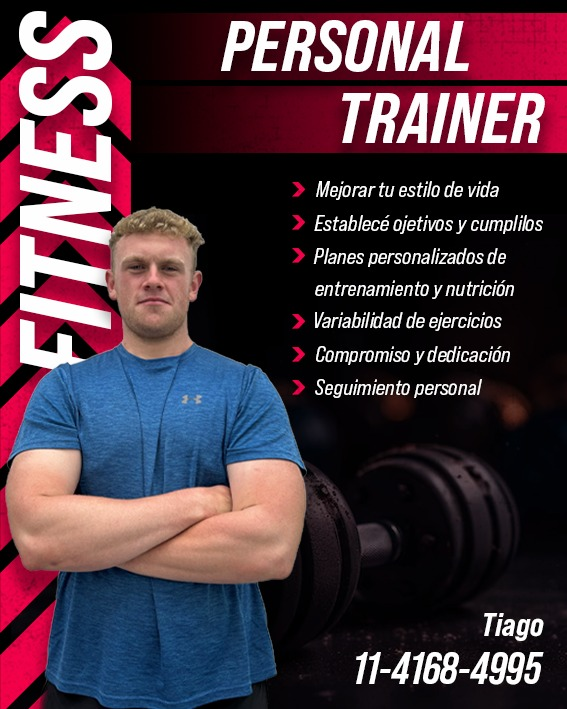 FITNESS
PERSONAL
TRAINER
Mejorar tu estilo de vida
Establecé ojetivos y cumplilos
Planes personalizados de
entrenamiento y nutrición
Variabilidad de ejercicios
Compromiso y dedicación
Seguimiento personal
Tiago
11-4168-4995